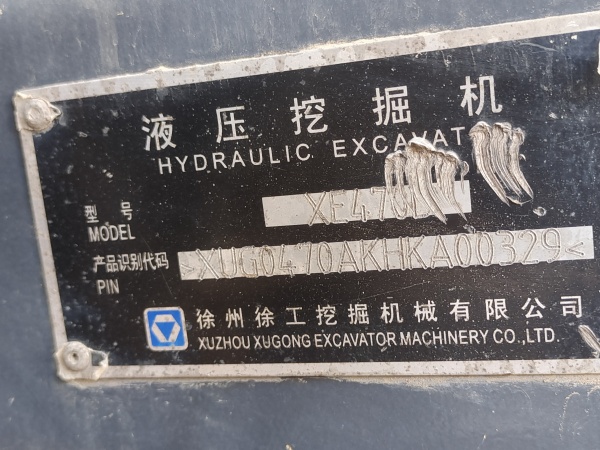 液压挖掘机
HYDRAULIC EXCAVAT
型号
MODEL
XE470
产品识别代码
PIN
>XUG0470AKHKA00329<
徐州徐工挖掘机械有限公司
XUZHOU XUGONG EXCAVATOR MACHINERY CO.,LTD.